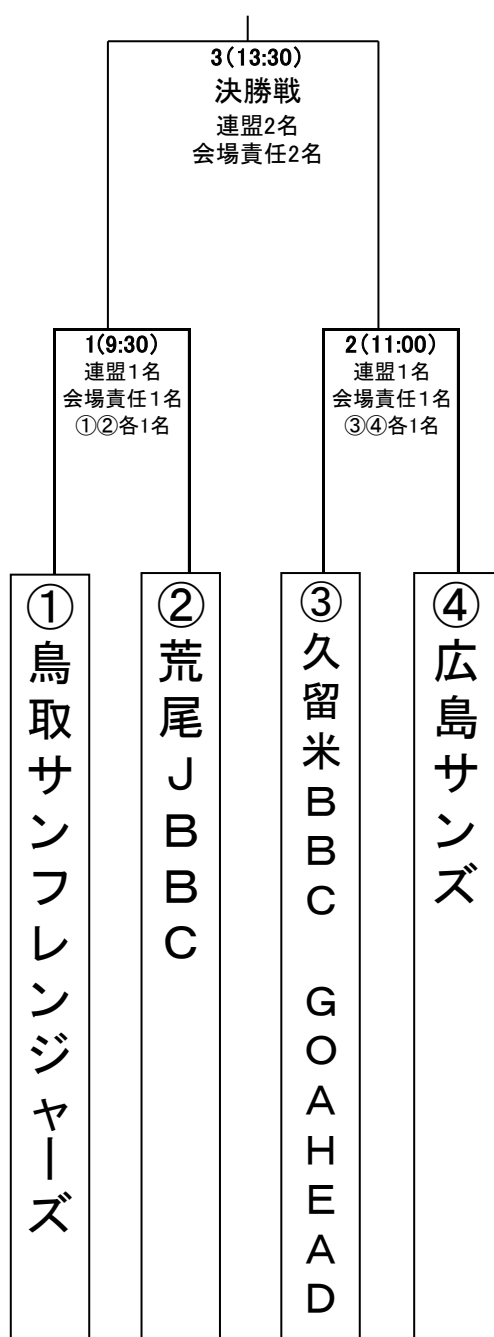 3(13:30)
決勝戦
連盟2名
会場責任2名
1(9:30)
連盟1名
会場責任1名
①②各1名
2(11:00)
連盟1名
会場責任1名
③④各1名
①鳥取サンフレンジャーズ
②荒尾JBBC
③久留米BBC GOAHEAD
④広島サンズ